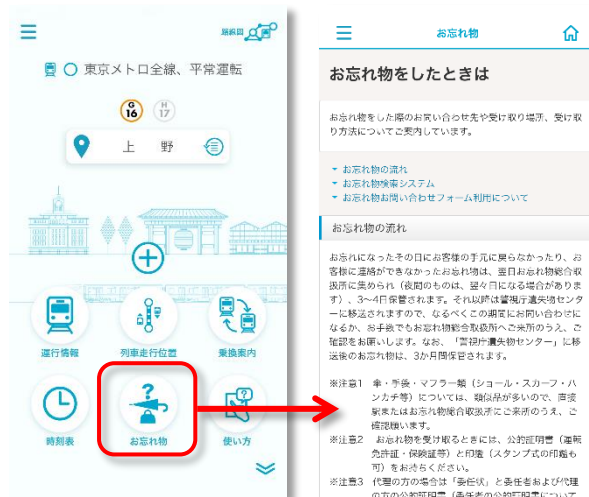 路線図
東京メトロ全線、平常運転
G
16
H
17
上 野
運行情報
列車走行位置
乗換案内
?
?
時刻表
お忘れ物
使い方
お忘れ物
お忘れ物をしたときは
お忘れ物をした際のお問い合わせ先や受け取り場所、受け取
り方法についてご案内しています。
お忘れ物の流れ
お忘れ物検索システム
お忘れ物お問い合わせフォーム利用について
お忘れ物の流れ
お忘れになったその日にお客様の手元に戻らなかったり、お
客様に連絡ができなかったお忘れ物は、翌日お忘れ物総合取
扱所に集められ（夜間のものは、翌々日になる場合がありま
す）、3～4日保管されます。それ以降は警視庁遺失物センタ
ーに移送されますので、なるべくこの期間にお問い合わせに
なるか、お手数でもお忘れ物総合取扱所へご来所のうえ、ご
確認をお願いします。なお、「警視庁遺失物センター」に移
送後のお忘れ物は、3か月間保管されます。
※注意1 傘・手袋・マフラー類（ショール・スカーフ・ハ
ンカチ等）については、類似品が多いので、直接
駅またはお忘れ物総合取扱所にご来所のうえ、ご
確認願います。
※注意2 お忘れ物を受け取るときには、公的証明書（運転
免許証・保険証等）と印鑑（スタンプ式の印鑑も
可）をお持ちください。
※注意3 代理の方の場合は「委任状」と委任者および代理
の方の公的証明書（委任者の公的証明書について